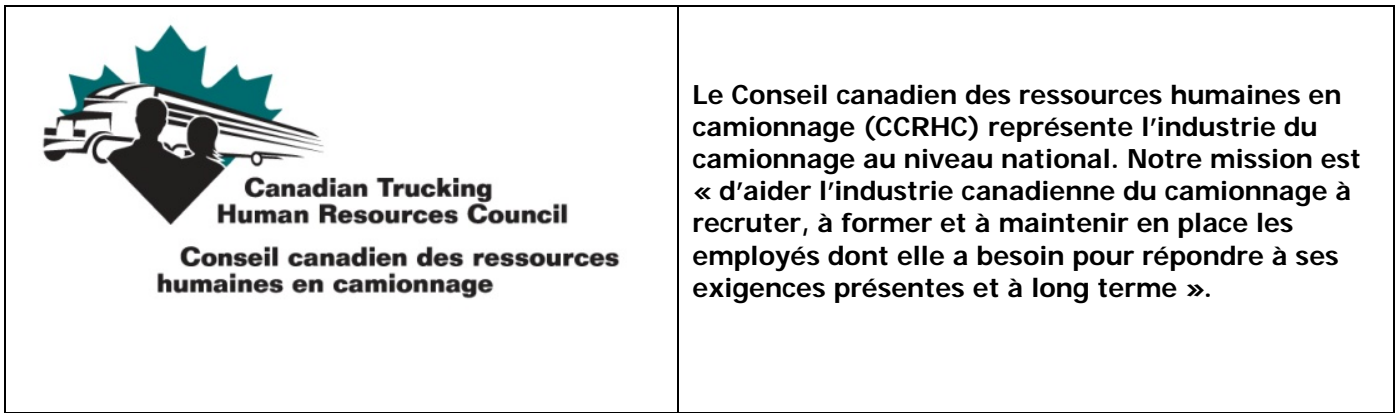 Canadian Trucking
Human Resources Council
Conseil canadien des ressources
humaines en camionnage
Le Conseil canadien des ressources humaines en
camionnage (CCRHC) représente l’industrie du
camionnage au niveau national. Notre mission est
« d’aider l’industrie canadienne du camionnage à
recruter, à former et à maintenir en place les
employés dont elle a besoin pour répondre à ses
exigences présentes et à long terme ».